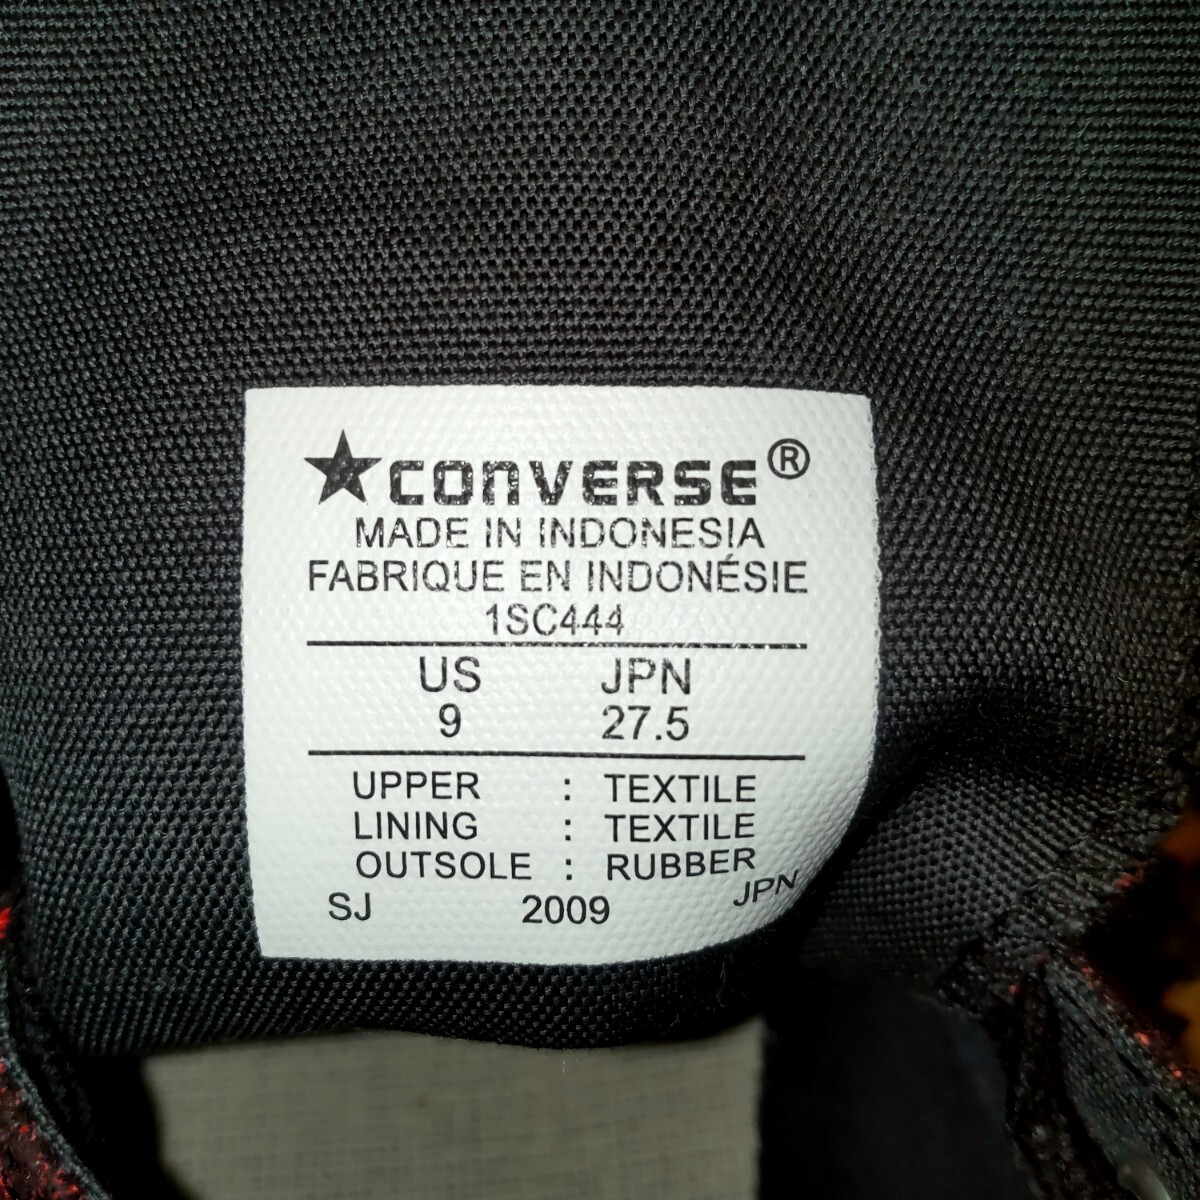 ★CONVERSE®
MADE IN INDONESIA
FABRIQUE EN INDONÉSIE
1SC444
US JPN
9 27.5
UPPER : TEXTILE
LINING : TEXTILE
OUTSOLE : RUBBER
SJ 2009 JPN